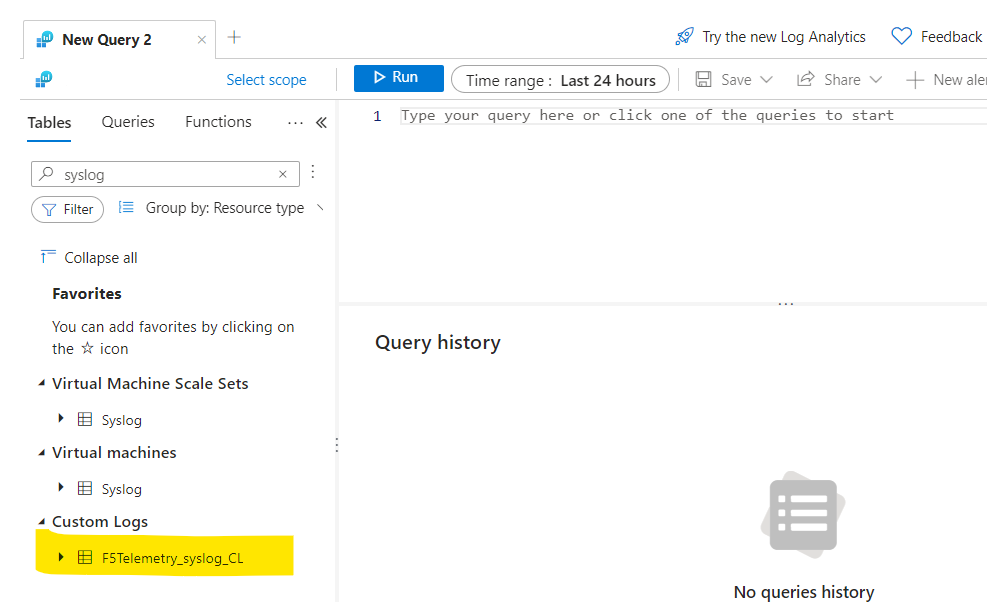 New Query 2
Try the new Log Analytics
Feedback
Select scope
Run
Time range : Last 24 hours
Save
Share
New aler
Tables
Queries
Functions
1
Type your query here or click one of the queries to start
syslog
Filter
Group by: Resource type
Collapse all
Favorites
You can add favorites by clicking on
the ☆ icon
Virtual Machine Scale Sets
Syslog
Virtual machines
Syslog
Custom Logs
F5Telemetry_syslog_CL
Query history
No queries history